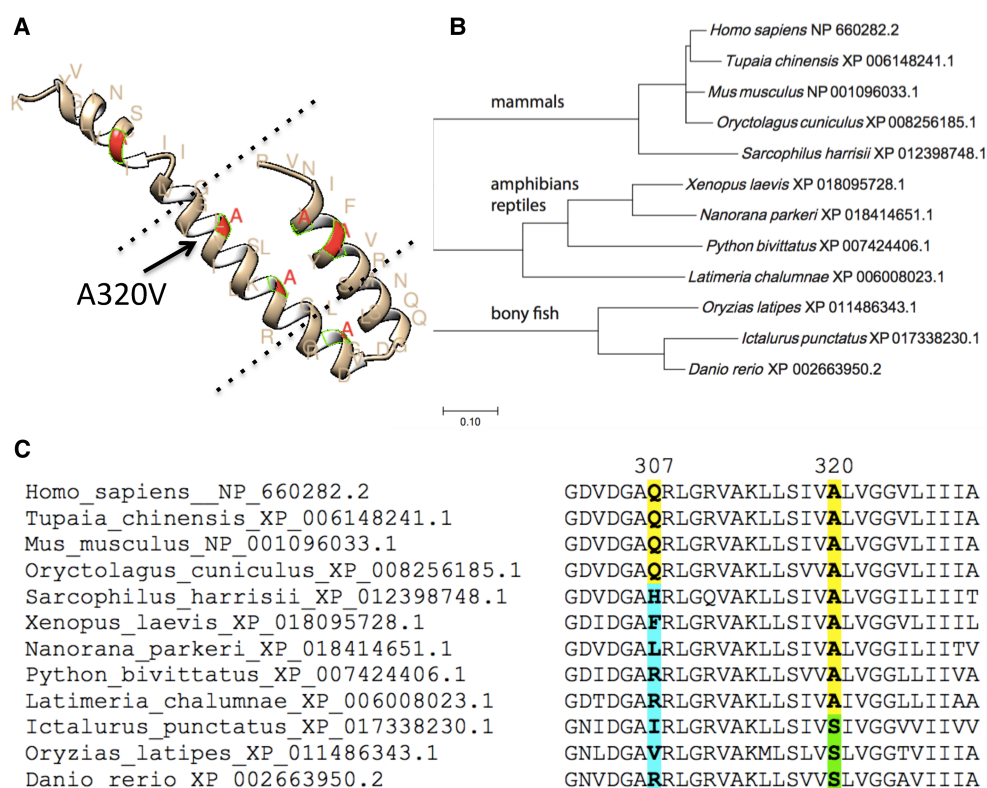 A
B
A320V
mammals
amphibians
reptiles
bony fish
Homo sapiens NP 660282.2
Tupaia chinensis XP 006148241.1
Mus musculus NP 001096033.1
Oryctolagus cuniculus XP 008256185.1
Sarcophilus harrisii XP 012398748.1
Xenopus laevis XP 018095728.1
Nanorana parkeri XP 018414651.1
Python bivittatus XP 007424406.1
Latimeria chalumnae XP 006008023.1
Oryzias latipes XP 011486343.1
Ictalurus punctatus XP 017338230.1
Danio rerio XP 002663950.2
0.10
C
307 320
Homo_sapiens__NP_660282.2 GDVDGAQRLGRVAKLLSIVALVGGVLIIIA
Tupaia_chinensis_XP_006148241.1 GDVDGAQRLGRVAKLLSIVALVGGVLIIIA
Mus_musculus_NP_001096033.1 GDVDGAQRLGRVAKLLSIVALVGGVLIIIA
Oryctolagus_cuniculus_XP_008256185.1 GDVDGAQRLGRVAKLLSVVALVGGVLIIIA
Sarcophilus_harrisii_XP_012398748.1 GDVDGAHRLGQVAKLLSIVALVGGILIIIT
Xenopus_laevis_XP_018095728.1 GDIDGAFRLGRVAKLLSIVALVGGVLIIIL
Nanorana_parkeri_XP_018414651.1 GDVDGALRLGRVAKLLSIVALVGGILIITV
Python_bivittatus_XP_007424406.1 GDIDGARRLGRVAKLLSVVALVGGLLIIVA
Latimeria_chalumnae_XP_006008023.1 GDTDGARRLGRVAKLLSIVALVGGLLIIAA
Ictalurus_punctatus_XP_017338230.1 GNIDGAIRLGRVAKLLSIVSLVGGVVIIVV
Oryzias_latipes_XP_011486343.1 GNLDGAVRLGRVAKMLSLVSLVGGTVIIIA
Danio rerio XP 002663950.2 GNVDGARRLGRVAKLLSVVSLVGGAVIIIA